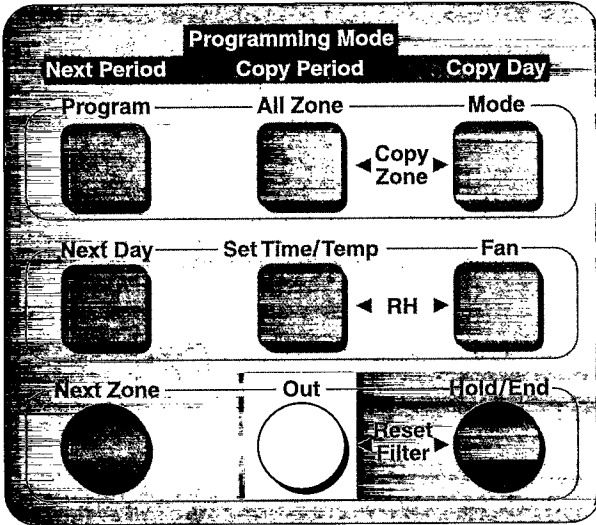 Programming Mode
Next Period Copy Period Copy Day
Program All Zone Mode
Copy
Zone
Next Day Set Time/Temp Fan
RH
Next Zone Out Hold/End
Reset
Filter